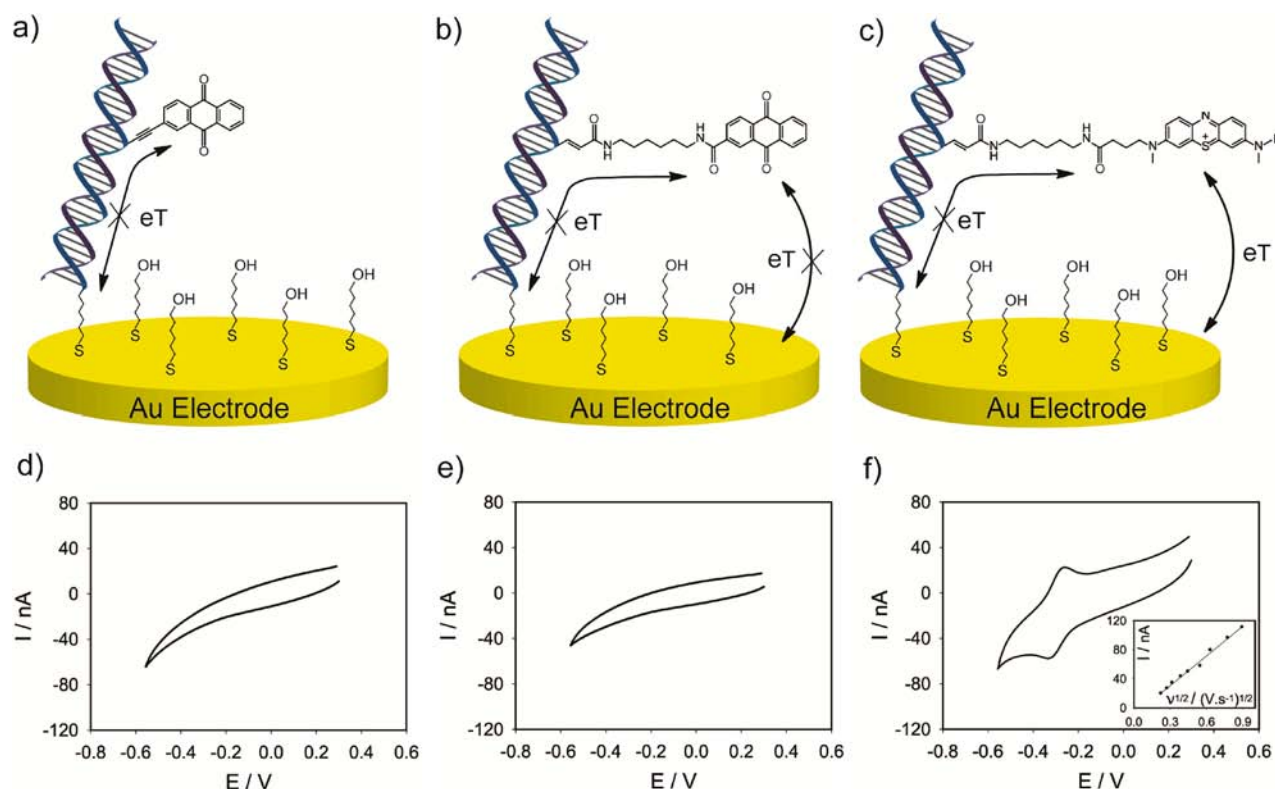 a)
b)
c)
O
O
eT
OH
OH
OH
OH
OH
S
S
S
S
S
S
Au Electrode
O
N
H
H
N
O
O
O
eT
eT
OH
OH
OH
OH
OH
S
S
S
S
S
S
Au Electrode
O
N
H
H
N
O
N
N
S
+
N
eT
eT
OH
OH
OH
OH
OH
S
S
S
S
S
S
Au Electrode
d)
I / nA
80
40
0
-40
-80
-120
-0.8 -0.6 -0.4 -0.2 0.0 0.2 0.4 0.6
E / V
e)
I / nA
80
40
0
-40
-80
-120
-0.8 -0.6 -0.4 -0.2 0.0 0.2 0.4 0.6
E / V
f)
I / nA
80
40
0
-40
-80
-120
-0.8 -0.6 -0.4 -0.2 0.0 0.2 0.4 0.6
E / V
120
80
40
0
I / nA
ν1/2 / (V.s-1)1/2
0.0 0.3 0.6 0.9